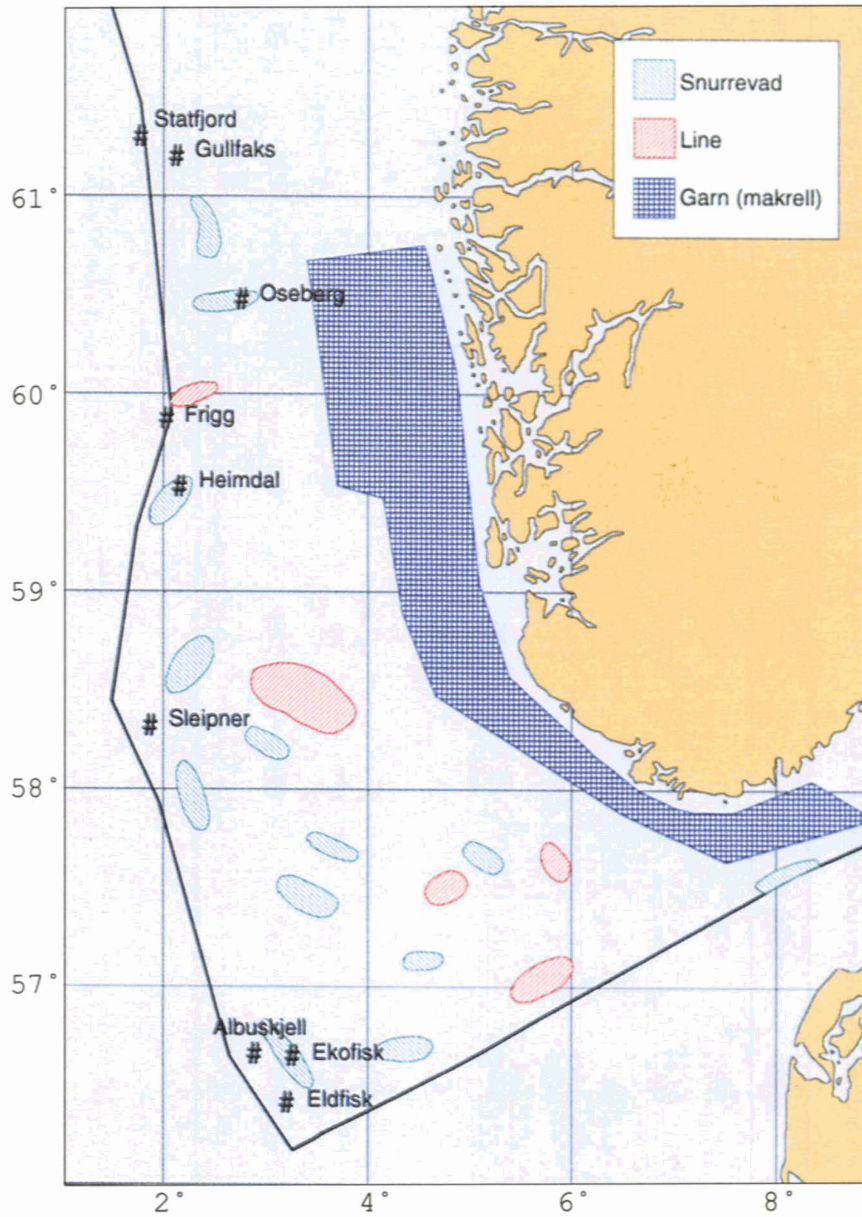 Snurrevad
Line
Garn (makrell)
# Statfjord
# Gullfaks
61°
# Oseberg
60°
# Frigg
# Heimdal
59°
# Sleipner
58°
57°
Albuskjell
# # Ekofisk
# Eldfisk
2° 4° 6° 8°